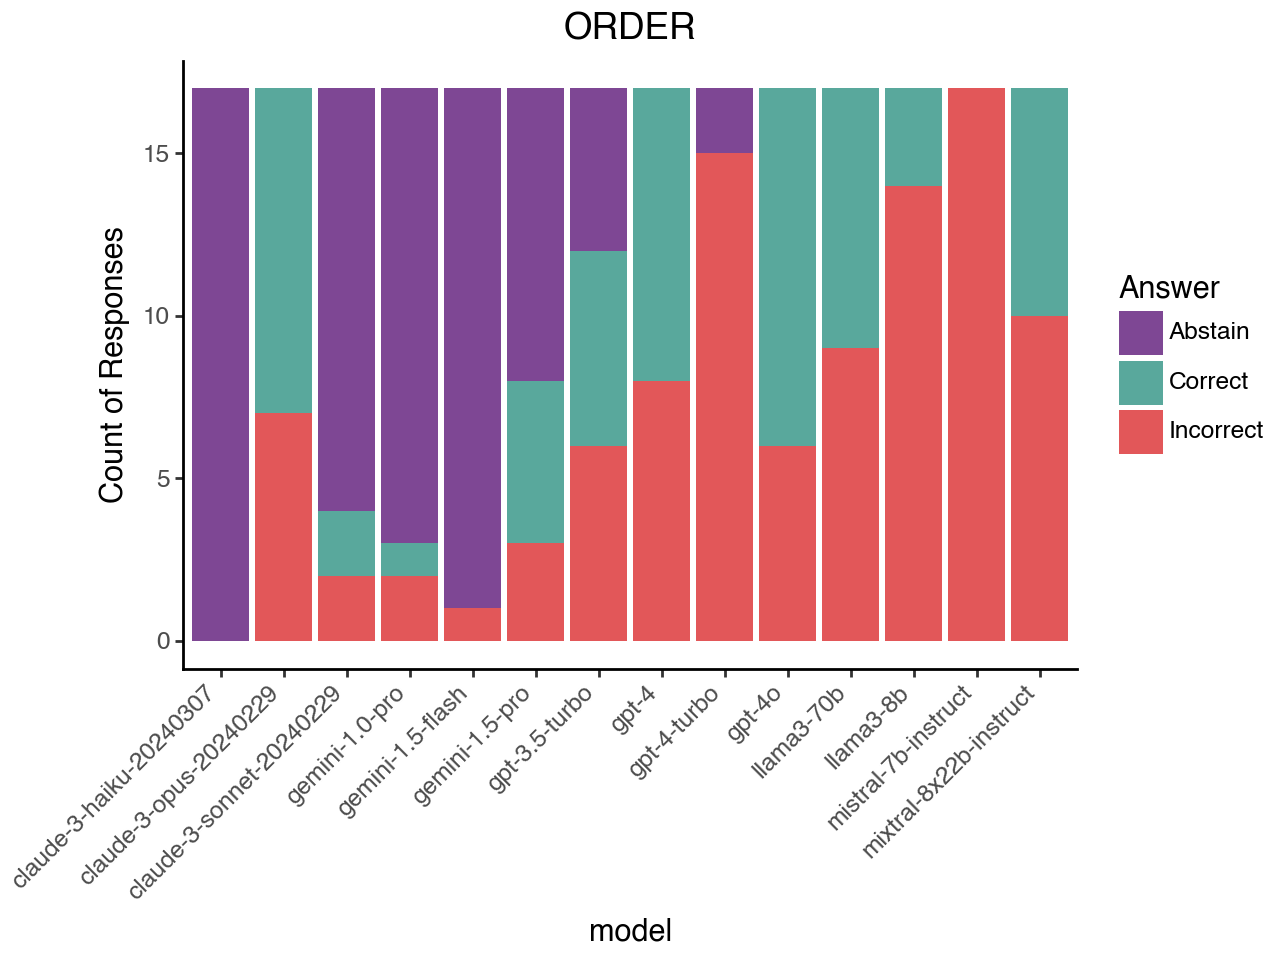 ORDER
Count of Responses
15
10
5
0
claude-3-haiku-20240307
claude-3-opus-20240229
claude-3-sonnet-20240229
gemini-1.0-pro
gemini-1.5-flash
gemini-1.5-pro
gpt-3.5-turbo
gpt-4
gpt-4-turbo
gpt-4o
llama3-70b
llama3-8b
mistral-7b-instruct
mixtral-8x22b-instruct
model
Answer
Abstain
Correct
Incorrect